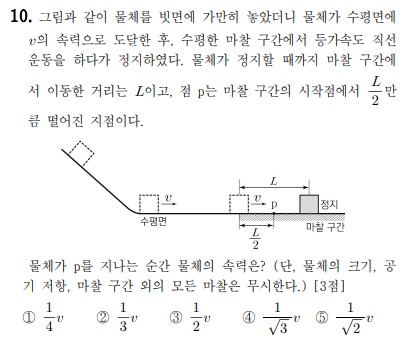 10. 그림과 같이 물체를 빗면에 가만히 놓았더니 물체가 수평면에
v의 속력으로 도달한 후, 수평한 마찰 구간에서 등가속도 직선
운동을 하다가 정지하였다. 물체가 정지할 때까지 마찰 구간에
서 이동한 거리는 L이고, 점 p는 마찰 구간의 시작점에서 L/2만
큼 떨어진 지점이다.
L
v
v
p
정지
수평면
L/2
마찰 구간
물체가 p를 지나는 순간 물체의 속력은? (단, 물체의 크기, 공
기 저항, 마찰 구간 외의 모든 마찰은 무시한다.) [3점]
① 1/4 v ② 1/3 v ③ 1/2 v ④ 1/√3 v ⑤ 1/√2 v